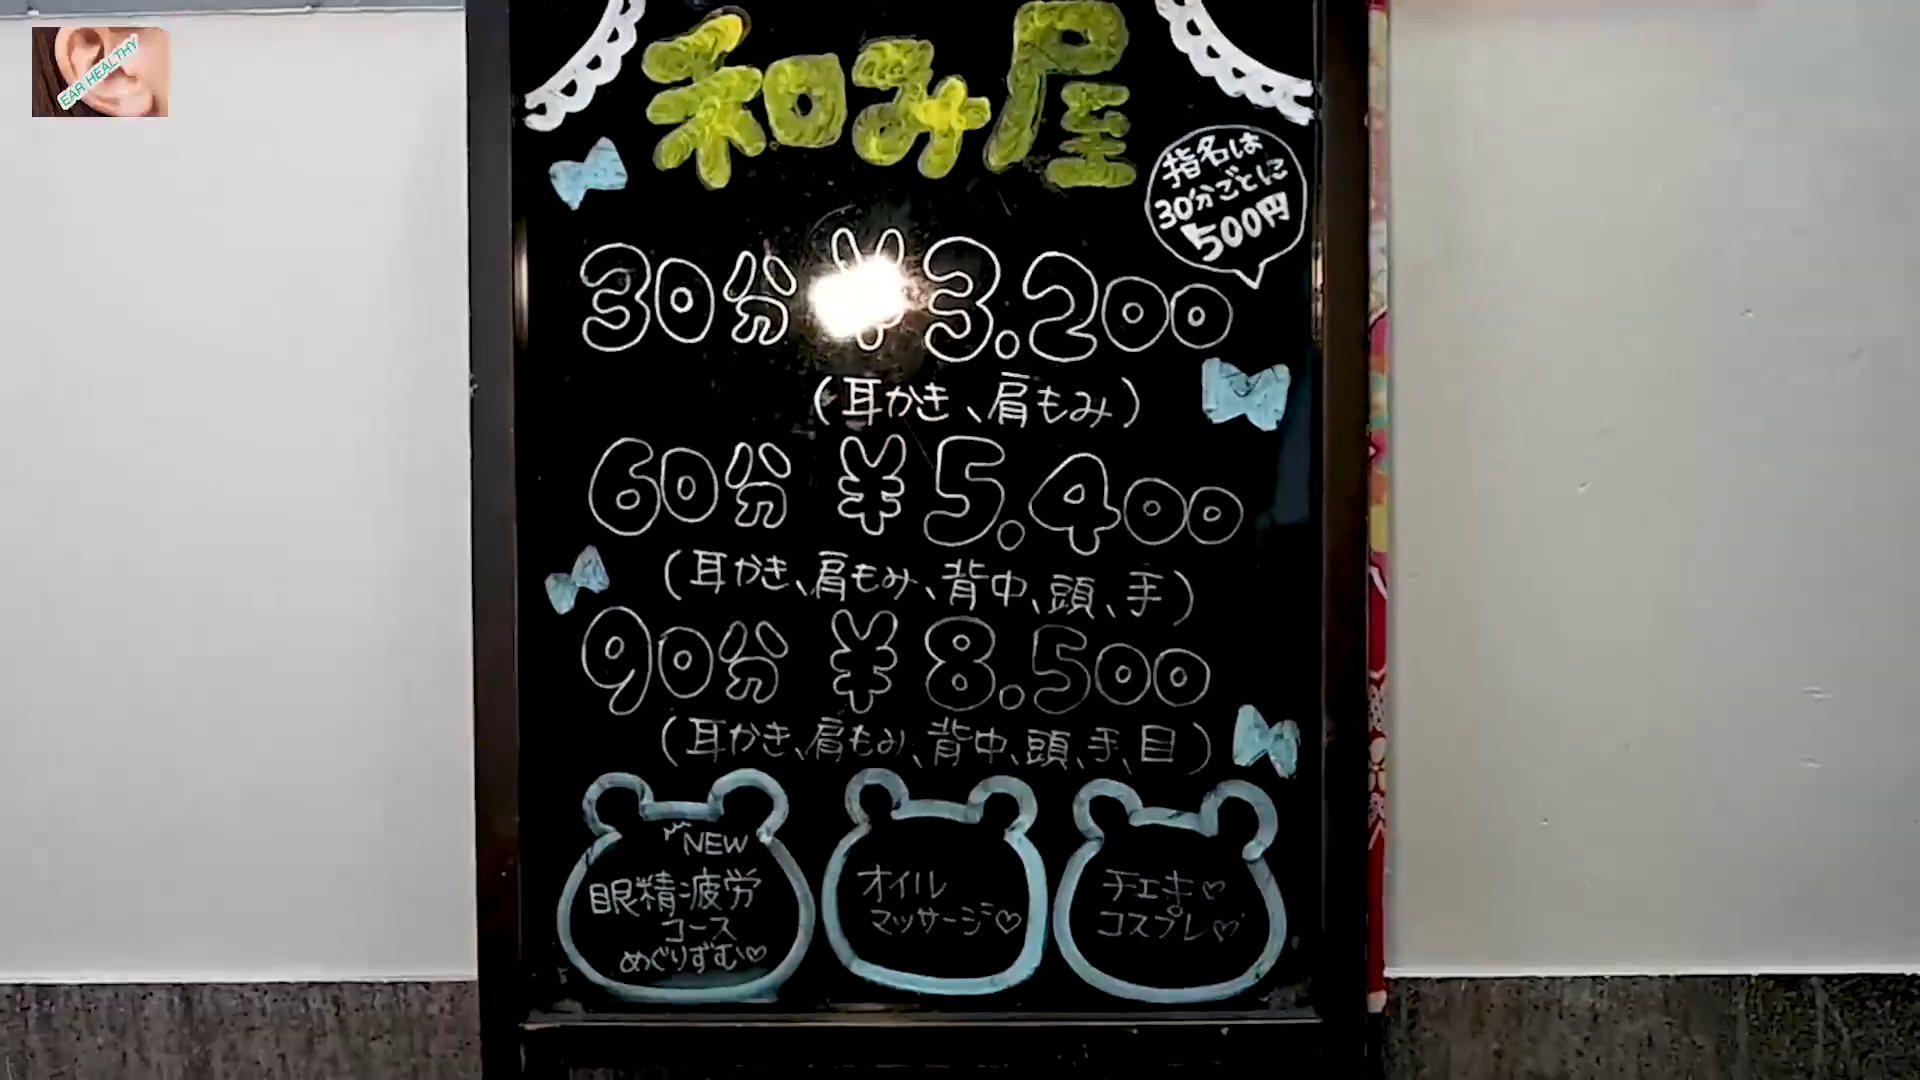 EAR HEALTHY
和み屋
指名は
30分ごとに
500円
30分 ¥3.200
(耳かき、肩もみ)
60分 ¥5.400
(耳かき、肩もみ、背中、頭、手)
90分 ¥8.500
(耳かき、肩もみ、背中、頭、手、目)
NEW
眼精疲労
コース
めぐりずむ♡
オイル
マッサージ♡
チェキ♡
コスプレ♡